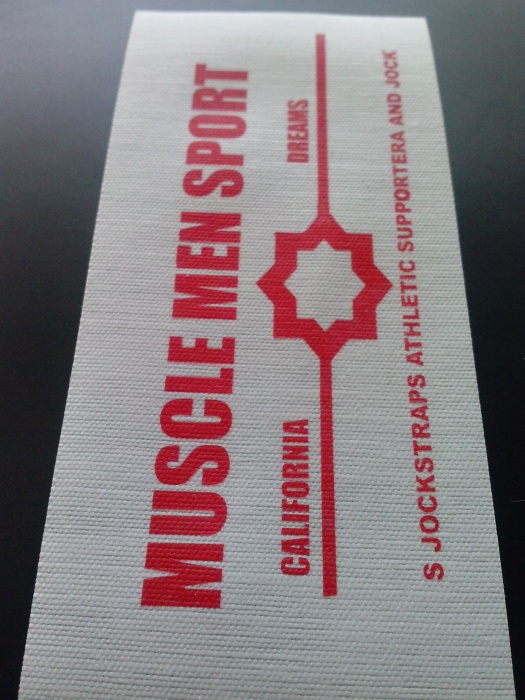 MUSCLE MEN SPORT
CALIFORNIA DREAMS
S JOCKSTRAPS ATHLETIC SUPPORTERA AND JOCK